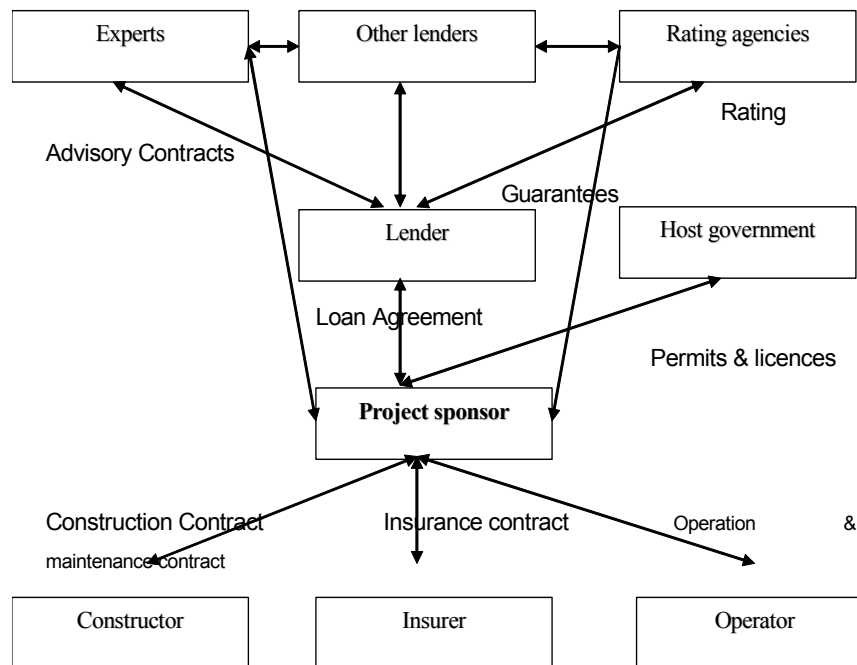 Experts
Other lenders
Rating agencies
Rating
Advisory Contracts
Guarantees
Lender
Host government
Loan Agreement
Permits & licences
Project sponsor
Construction Contract
Insurance contract
Operation &
maintenance contract
Constructor
Insurer
Operator